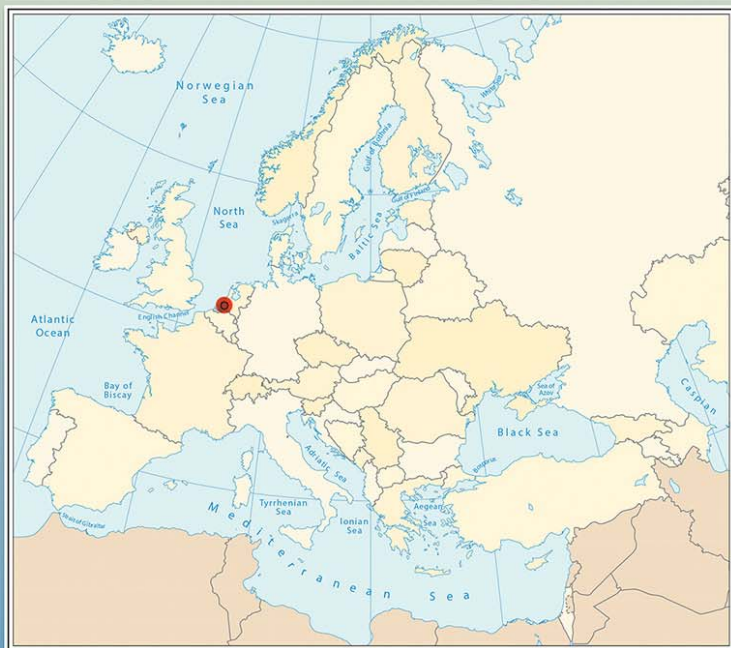 Norwegian
Sea
White Sea
Gulf of Bothnia
North
Sea
Gulf of Finland
Skagerra
Baltic Sea
Atlantic
Ocean
English Channel
Bay of
Biscay
Sea of
Azov
Caspian
Black Sea
Adriatic Sea
Bosporus
Tyrrhenian
Sea
Ionian
Sea
Aegean
Sea
Strait of Gibraltar
Mediterranean Sea